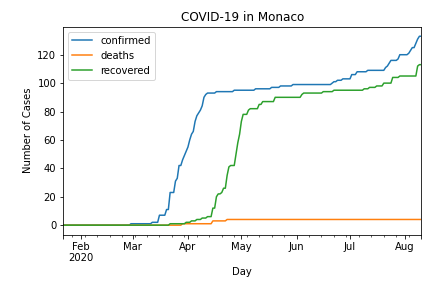 COVID-19 in Monaco
confirmed
deaths
recovered
Number of Cases
120
100
80
60
40
20
0
Feb
2020
Mar
Apr
May
Jun
Jul
Aug
Day